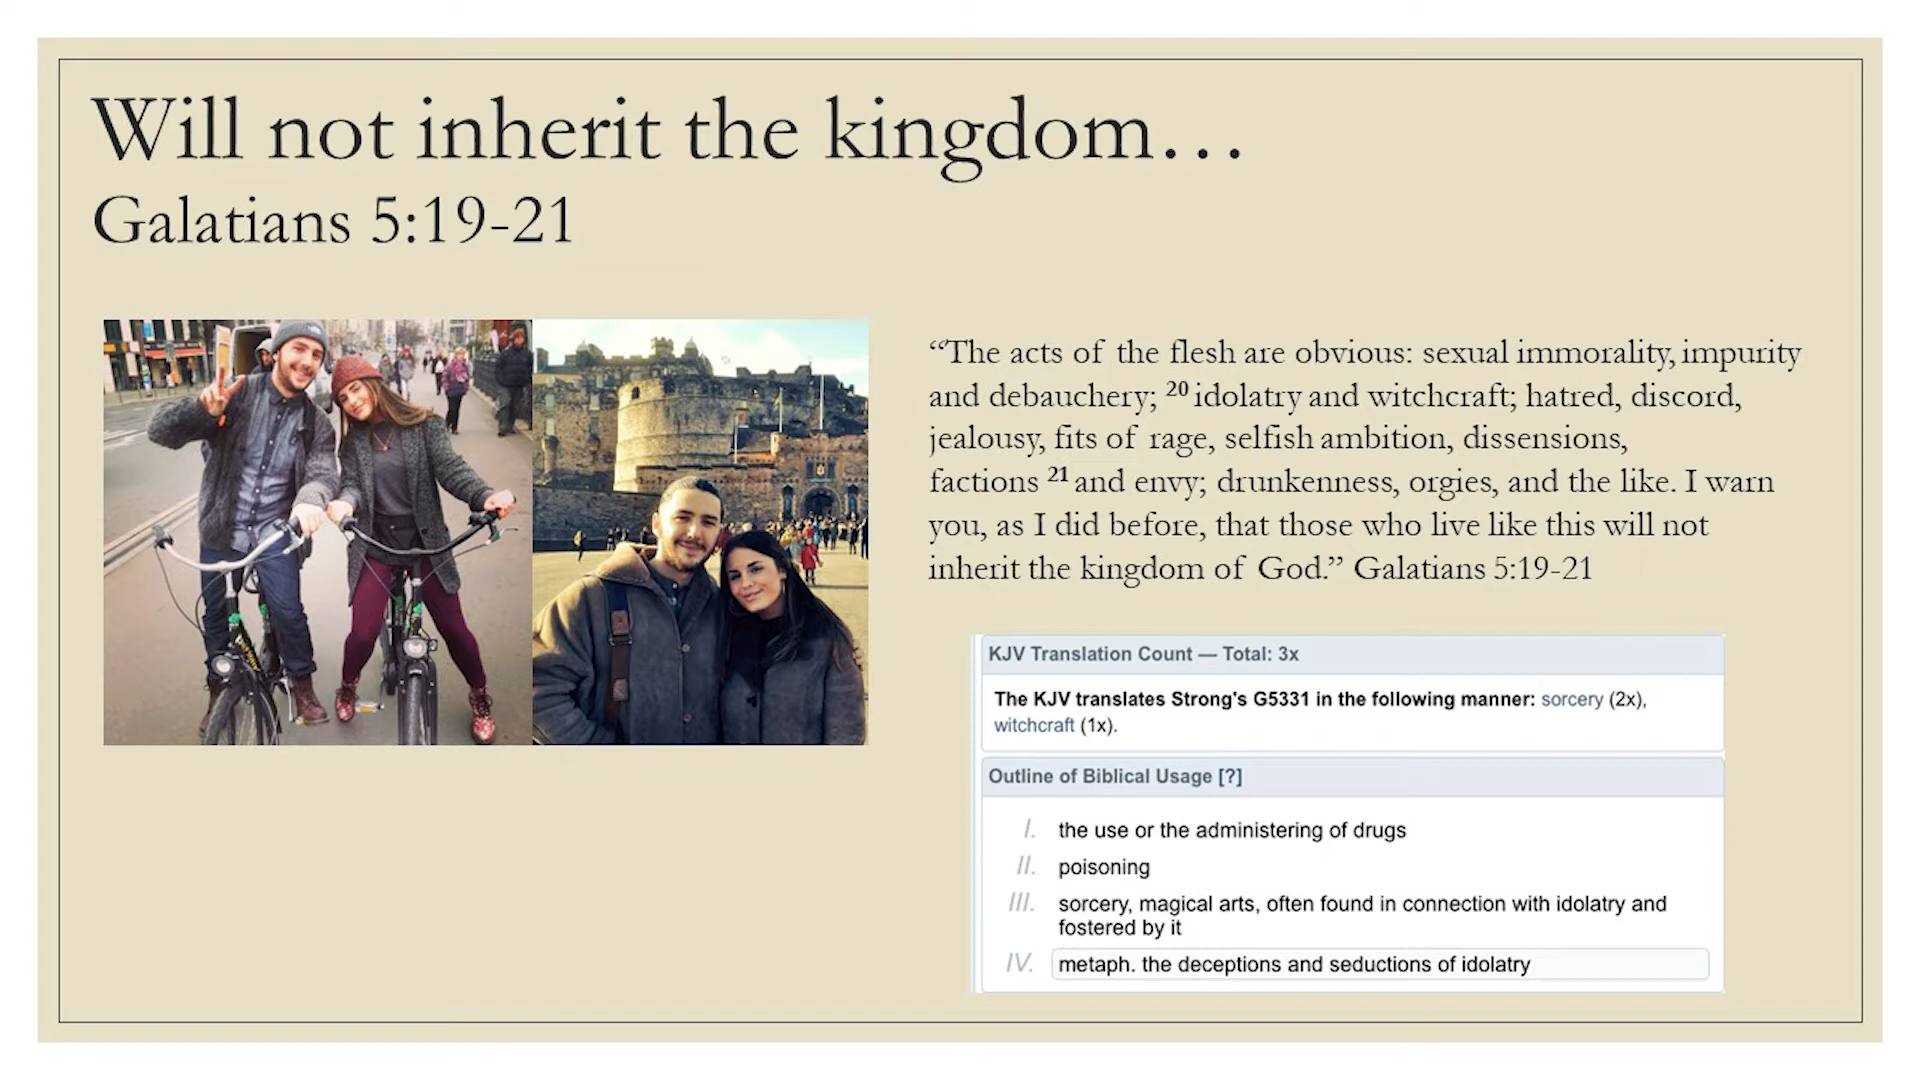 Will not inherit the kingdom…
Galatians 5:19-21
“The acts of the flesh are obvious: sexual immorality, impurity
and debauchery; ²⁰ idolatry and witchcraft; hatred, discord,
jealousy, fits of rage, selfish ambition, dissensions,
factions ²¹ and envy; drunkenness, orgies, and the like. I warn
you, as I did before, that those who live like this will not
inherit the kingdom of God.” Galatians 5:19-21
KJV Translation Count — Total: 3x
The KJV translates Strong's G5331 in the following manner: sorcery (2x),
witchcraft (1x).
Outline of Biblical Usage [?]
I. the use or the administering of drugs
II. poisoning
III. sorcery, magical arts, often found in connection with idolatry and
fostered by it
IV. metaph. the deceptions and seductions of idolatry